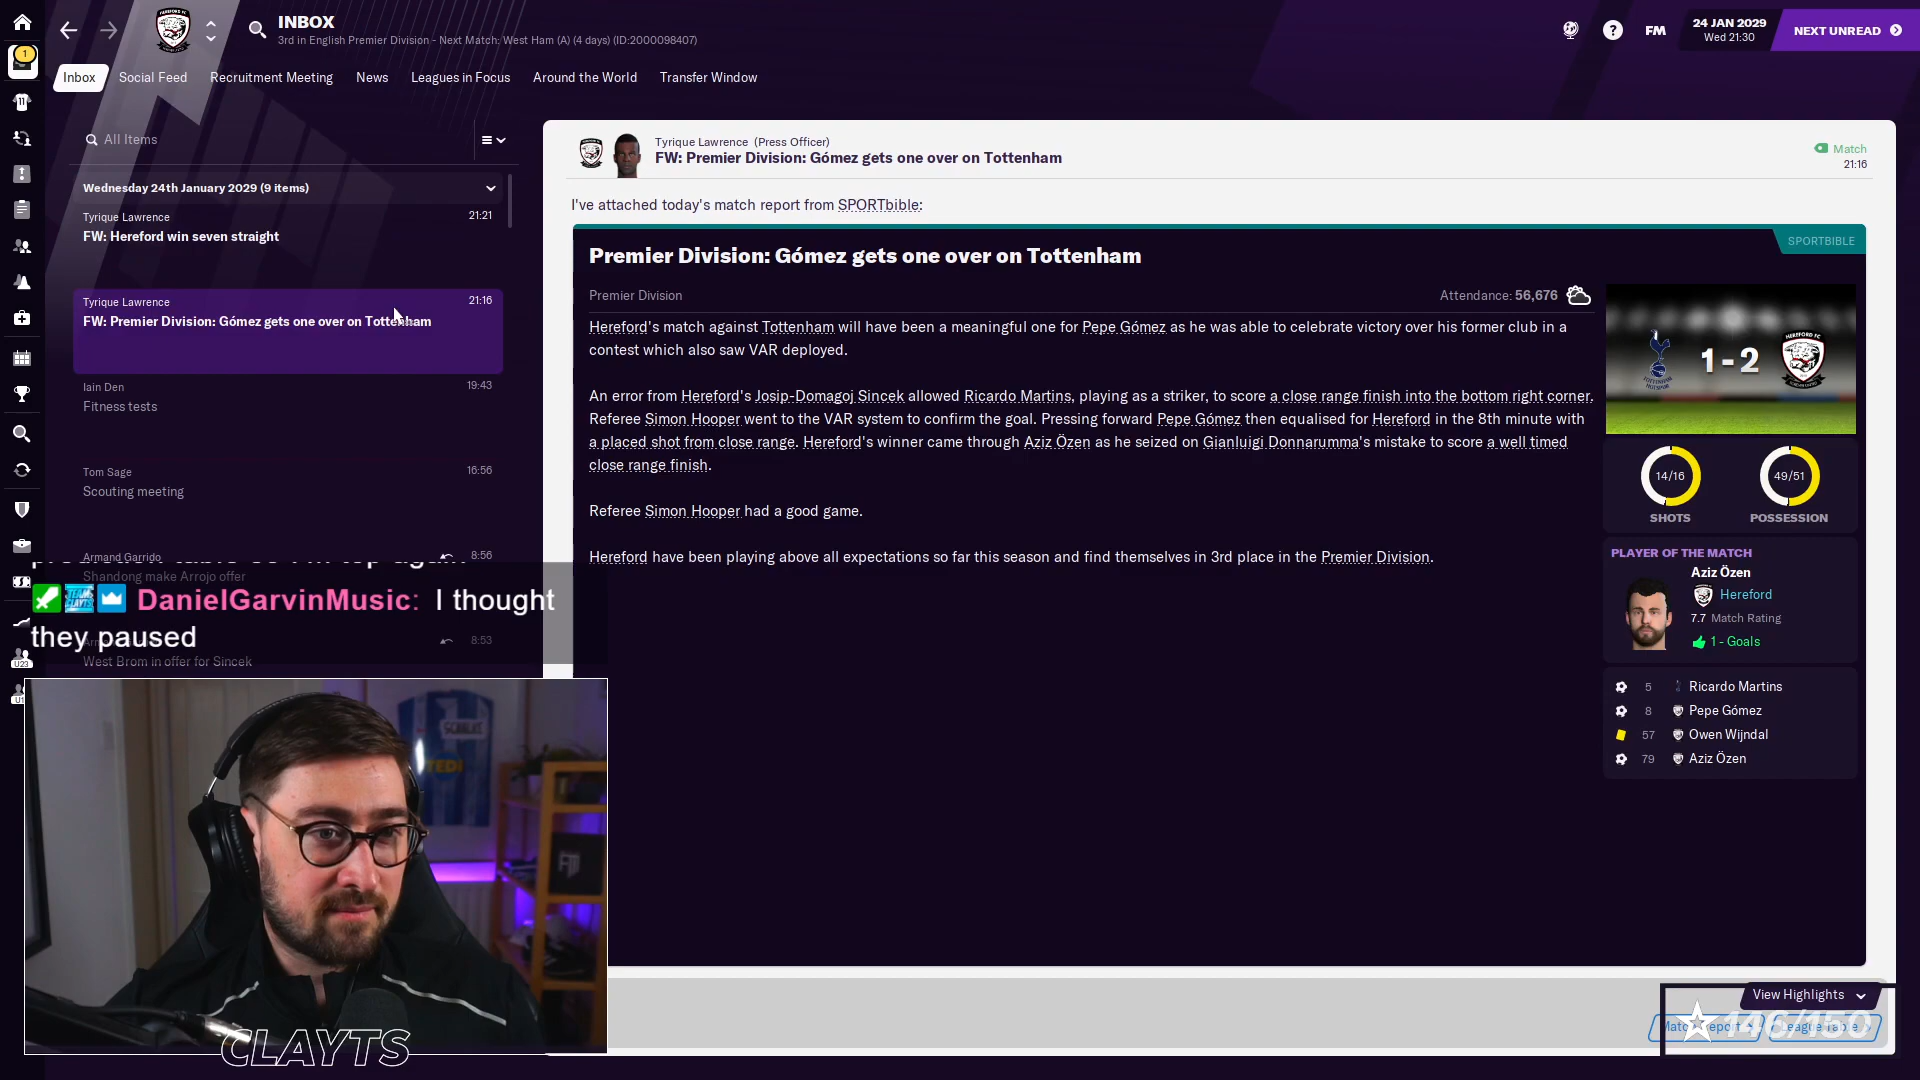 INBOX
3rd in English Premier Division - Next Match: West Ham (A) (4 days) (ID:2000098407)
FM
24 JAN 2029
Wed 21:30
NEXT UNREAD
1
Inbox
Social Feed
Recruitment Meeting
News
Leagues in Focus
Around the World
Transfer Window
All Items
Wednesday 24th January 2029 (9 items)
Tyrique Lawrence 21:21
FW: Hereford win seven straight
Tyrique Lawrence 21:16
FW: Premier Division: Gómez gets one over on Tottenham
Iain Den 19:43
Fitness tests
Tom Sage 16:56
Scouting meeting
Armand Garrido 8:56
Shandong make Arrojo offer
DanielGarvinMusic: I thought
they paused
8:53
West Brom in offer for Sincek
U23
CLAYTS
Tyrique Lawrence (Press Officer)
FW: Premier Division: Gómez gets one over on Tottenham
Match
21:16
I've attached today's match report from SPORTbible:
SPORTBIBLE
Premier Division: Gómez gets one over on Tottenham
Premier Division
Attendance: 56,676
Hereford's match against Tottenham will have been a meaningful one for Pepe Gómez as he was able to celebrate victory over his former club in a
contest which also saw VAR deployed.
An error from Hereford's Josip-Domagoj Sincek allowed Ricardo Martins, playing as a striker, to score a close range finish into the bottom right corner.
Referee Simon Hooper went to the VAR system to confirm the goal. Pressing forward Pepe Gómez then equalised for Hereford in the 8th minute with
a placed shot from close range. Hereford's winner came through Aziz Özen as he seized on Gianluigi Donnarumma's mistake to score a well timed
close range finish.
Referee Simon Hooper had a good game.
Hereford have been playing above all expectations so far this season and find themselves in 3rd place in the Premier Division.
1 - 2
14/16
SHOTS
49/51
POSSESSION
PLAYER OF THE MATCH
Aziz Özen
Hereford
7.7 Match Rating
1 - Goals
5 Ricardo Martins
8 Pepe Gómez
57 Owen Wijndal
79 Aziz Özen
View Highlights
Match Report
League Table
146/150